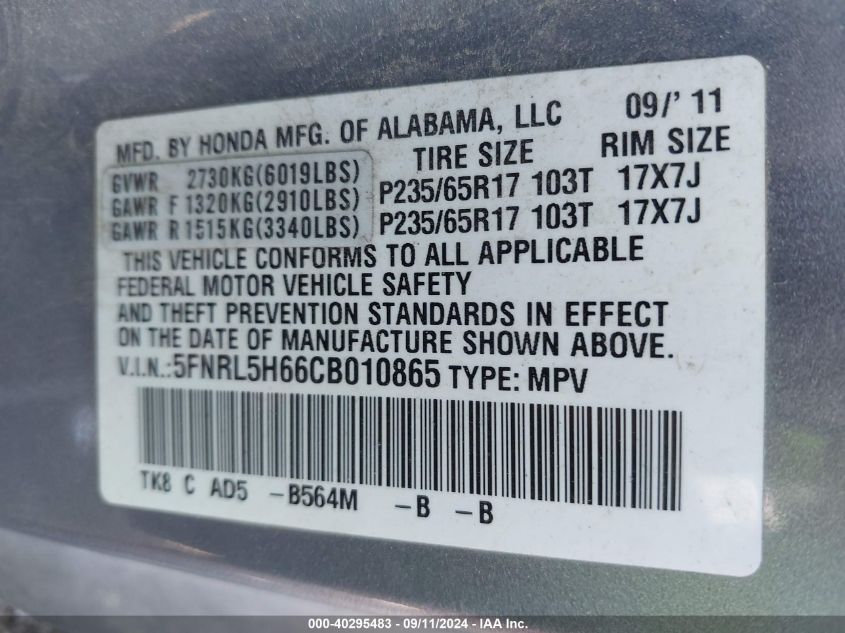 MFD. BY HONDA MFG. OF ALABAMA, LLC 09/' 11
TIRE SIZE RIM SIZE
GVWR 2730KG(6019LBS)
GAWR F 1320KG(2910LBS) P235/65R17 103T 17X7J
GAWR R 1515KG(3340LBS) P235/65R17 103T 17X7J
THIS VEHICLE CONFORMS TO ALL APPLICABLE
FEDERAL MOTOR VEHICLE SAFETY
AND THEFT PREVENTION STANDARDS IN EFFECT
ON THE DATE OF MANUFACTURE SHOWN ABOVE.
V.I.N.:5FNRL5H66CB010865 TYPE: MPV
TK8 C AD5 -B564M -B -B
000-40295483 - 09/11/2024 - IAA Inc.